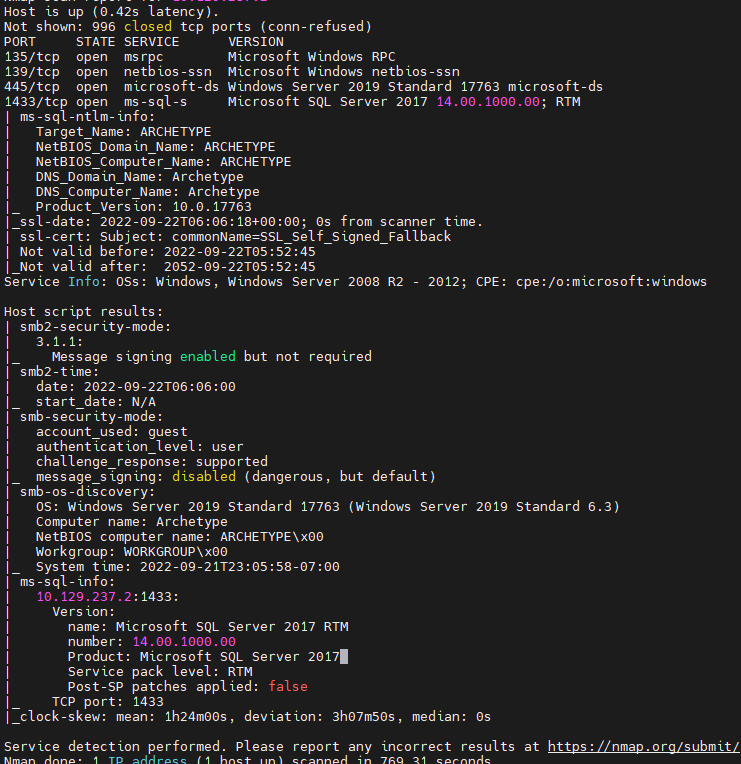 Nmap scan report for 10.129.237.2
Host is up (0.42s latency).
Not shown: 996 closed tcp ports (conn-refused)
PORT     STATE SERVICE      VERSION
135/tcp  open  msrpc        Microsoft Windows RPC
139/tcp  open  netbios-ssn  Microsoft Windows netbios-ssn
445/tcp  open  microsoft-ds Windows Server 2019 Standard 17763 microsoft-ds
1433/tcp open  ms-sql-s     Microsoft SQL Server 2017 14.00.1000.00; RTM
| ms-sql-ntlm-info:
|   Target_Name: ARCHETYPE
|   NetBIOS_Domain_Name: ARCHETYPE
|   NetBIOS_Computer_Name: ARCHETYPE
|   DNS_Domain_Name: Archetype
|   DNS_Computer_Name: Archetype
|_  Product_Version: 10.0.17763
|_ssl-date: 2022-09-22T06:06:18+00:00; 0s from scanner time.
| ssl-cert: Subject: commonName=SSL_Self_Signed_Fallback
| Not valid before: 2022-09-22T05:52:45
|_Not valid after:  2052-09-22T05:52:45
Service Info: OSs: Windows, Windows Server 2008 R2 - 2012; CPE: cpe:/o:microsoft:windows

Host script results:
| smb2-security-mode:
|   3.1.1:
|_    Message signing enabled but not required
| smb2-time:
|   date: 2022-09-22T06:06:00
|_  start_date: N/A
| smb-security-mode:
|   account_used: guest
|   authentication_level: user
|   challenge_response: supported
|_  message_signing: disabled (dangerous, but default)
| smb-os-discovery:
|   OS: Windows Server 2019 Standard 17763 (Windows Server 2019 Standard 6.3)
|   Computer name: Archetype
|   NetBIOS computer name: ARCHETYPE\x00
|   Workgroup: WORKGROUP\x00
|_  System time: 2022-09-21T23:05:58-07:00
| ms-sql-info:
|   10.129.237.2:1433:
|     Version:
|       name: Microsoft SQL Server 2017 RTM
|       number: 14.00.1000.00
|       Product: Microsoft SQL Server 2017
|       Service pack level: RTM
|       Post-SP patches applied: false
|_    TCP port: 1433
|_clock-skew: mean: 1h24m00s, deviation: 3h07m50s, median: 0s

Service detection performed. Please report any incorrect results at https://nmap.org/submit/
Nmap done: 1 IP address (1 host up) scanned in 769.31 seconds